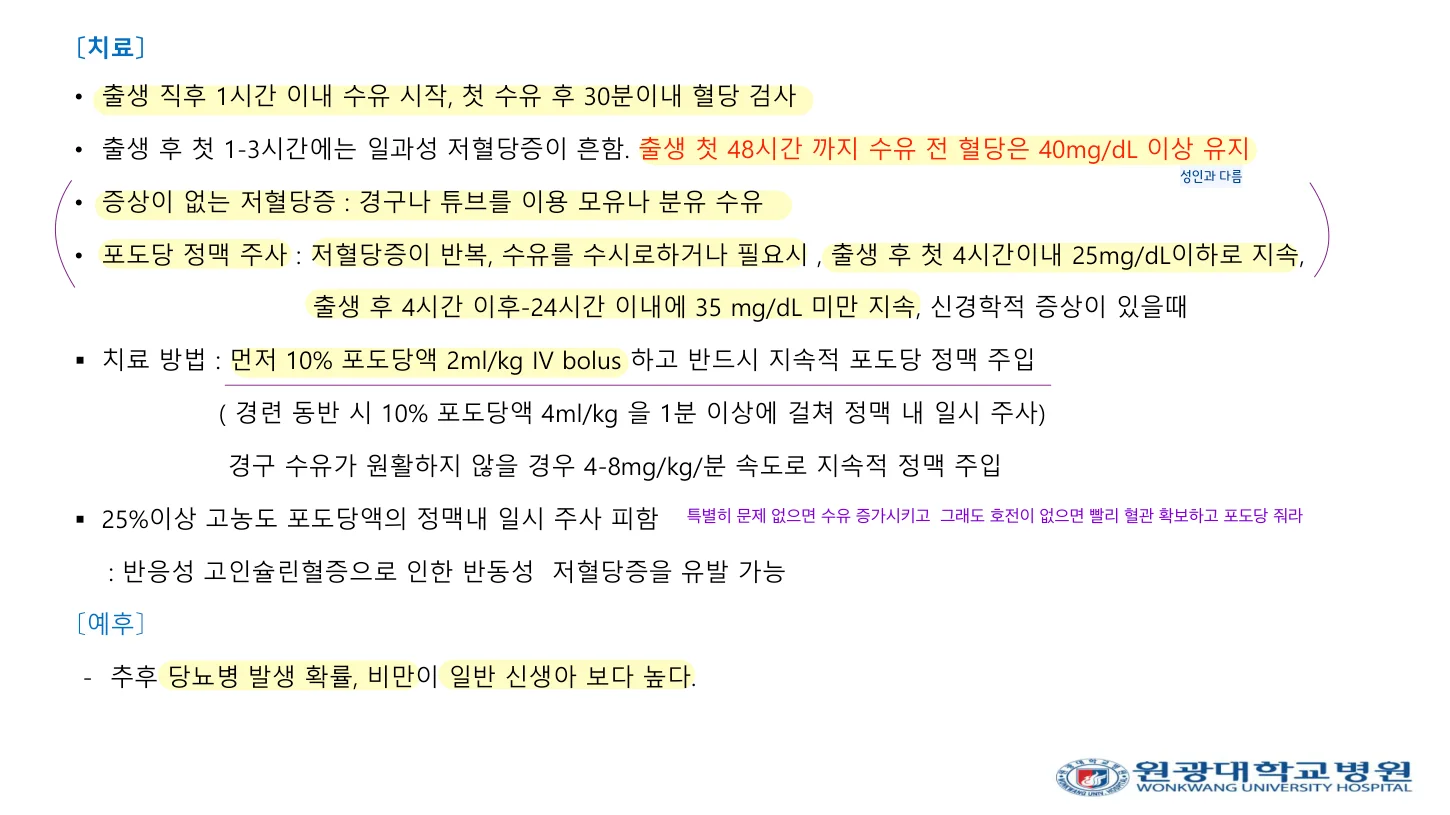 〔치료〕
• 출생 직후 1시간 이내 수유 시작, 첫 수유 후 30분이내 혈당 검사
• 출생 후 첫 1-3시간에는 일과성 저혈당증이 흔함. 출생 첫 48시간 까지 수유 전 혈당은 40mg/dL 이상 유지
성인과 다름
• 증상이 없는 저혈당증 : 경구나 튜브를 이용 모유나 분유 수유
• 포도당 정맥 주사 : 저혈당증이 반복, 수유를 수시로하거나 필요시 , 출생 후 첫 4시간이내 25mg/dL이하로 지속,
출생 후 4시간 이후-24시간 이내에 35 mg/dL 미만 지속, 신경학적 증상이 있을때
▪ 치료 방법 : 먼저 10% 포도당액 2ml/kg IV bolus 하고 반드시 지속적 포도당 정맥 주입
( 경련 동반 시 10% 포도당액 4ml/kg 을 1분 이상에 걸쳐 정맥 내 일시 주사)
경구 수유가 원활하지 않을 경우 4-8mg/kg/분 속도로 지속적 정맥 주입
▪ 25%이상 고농도 포도당액의 정맥내 일시 주사 피함 특별히 문제 없으면 수유 증가시키고 그래도 호전이 없으면 빨리 혈관 확보하고 포도당 줘라
: 반응성 고인슐린혈증으로 인한 반동성 저혈당증을 유발 가능
〔예후〕
- 추후 당뇨병 발생 확률, 비만이 일반 신생아 보다 높다.
원광대학교병원
WONKWANG UNIVERSITY HOSPITAL